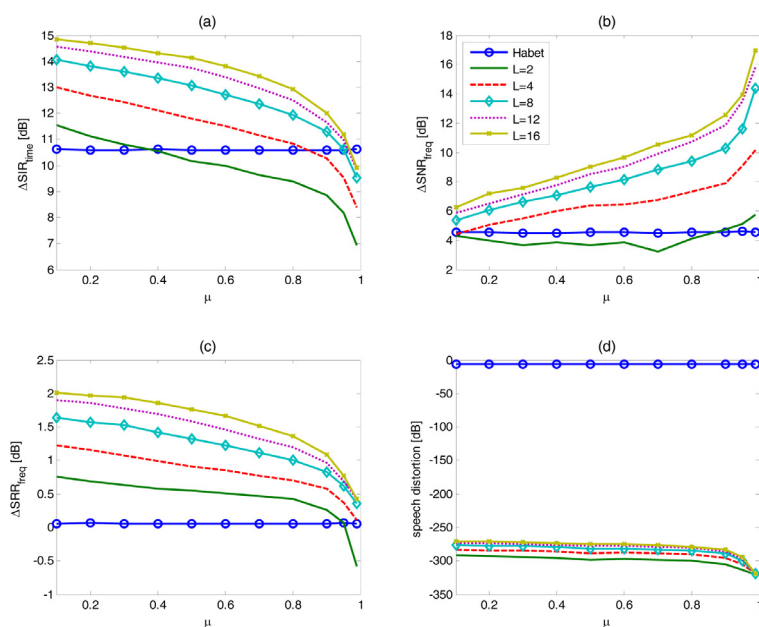 (a)
15
14
13
12
11
10
9
8
7
6
ΔSIR_time [dB]
0.2 0.4 0.6 0.8 1
μ
(b)
18
16
14
12
10
8
6
4
2
ΔSNR_freq [dB]
Habet
L=2
L=4
L=8
L=12
L=16
0.2 0.4 0.6 0.8 1
μ
(c)
2.5
2
1.5
1
0.5
0
-0.5
-1
ΔSRR_freq [dB]
0.2 0.4 0.6 0.8 1
μ
(d)
0
-50
-100
-150
-200
-250
-300
-350
speech distortion [dB]
0.2 0.4 0.6 0.8 1
μ